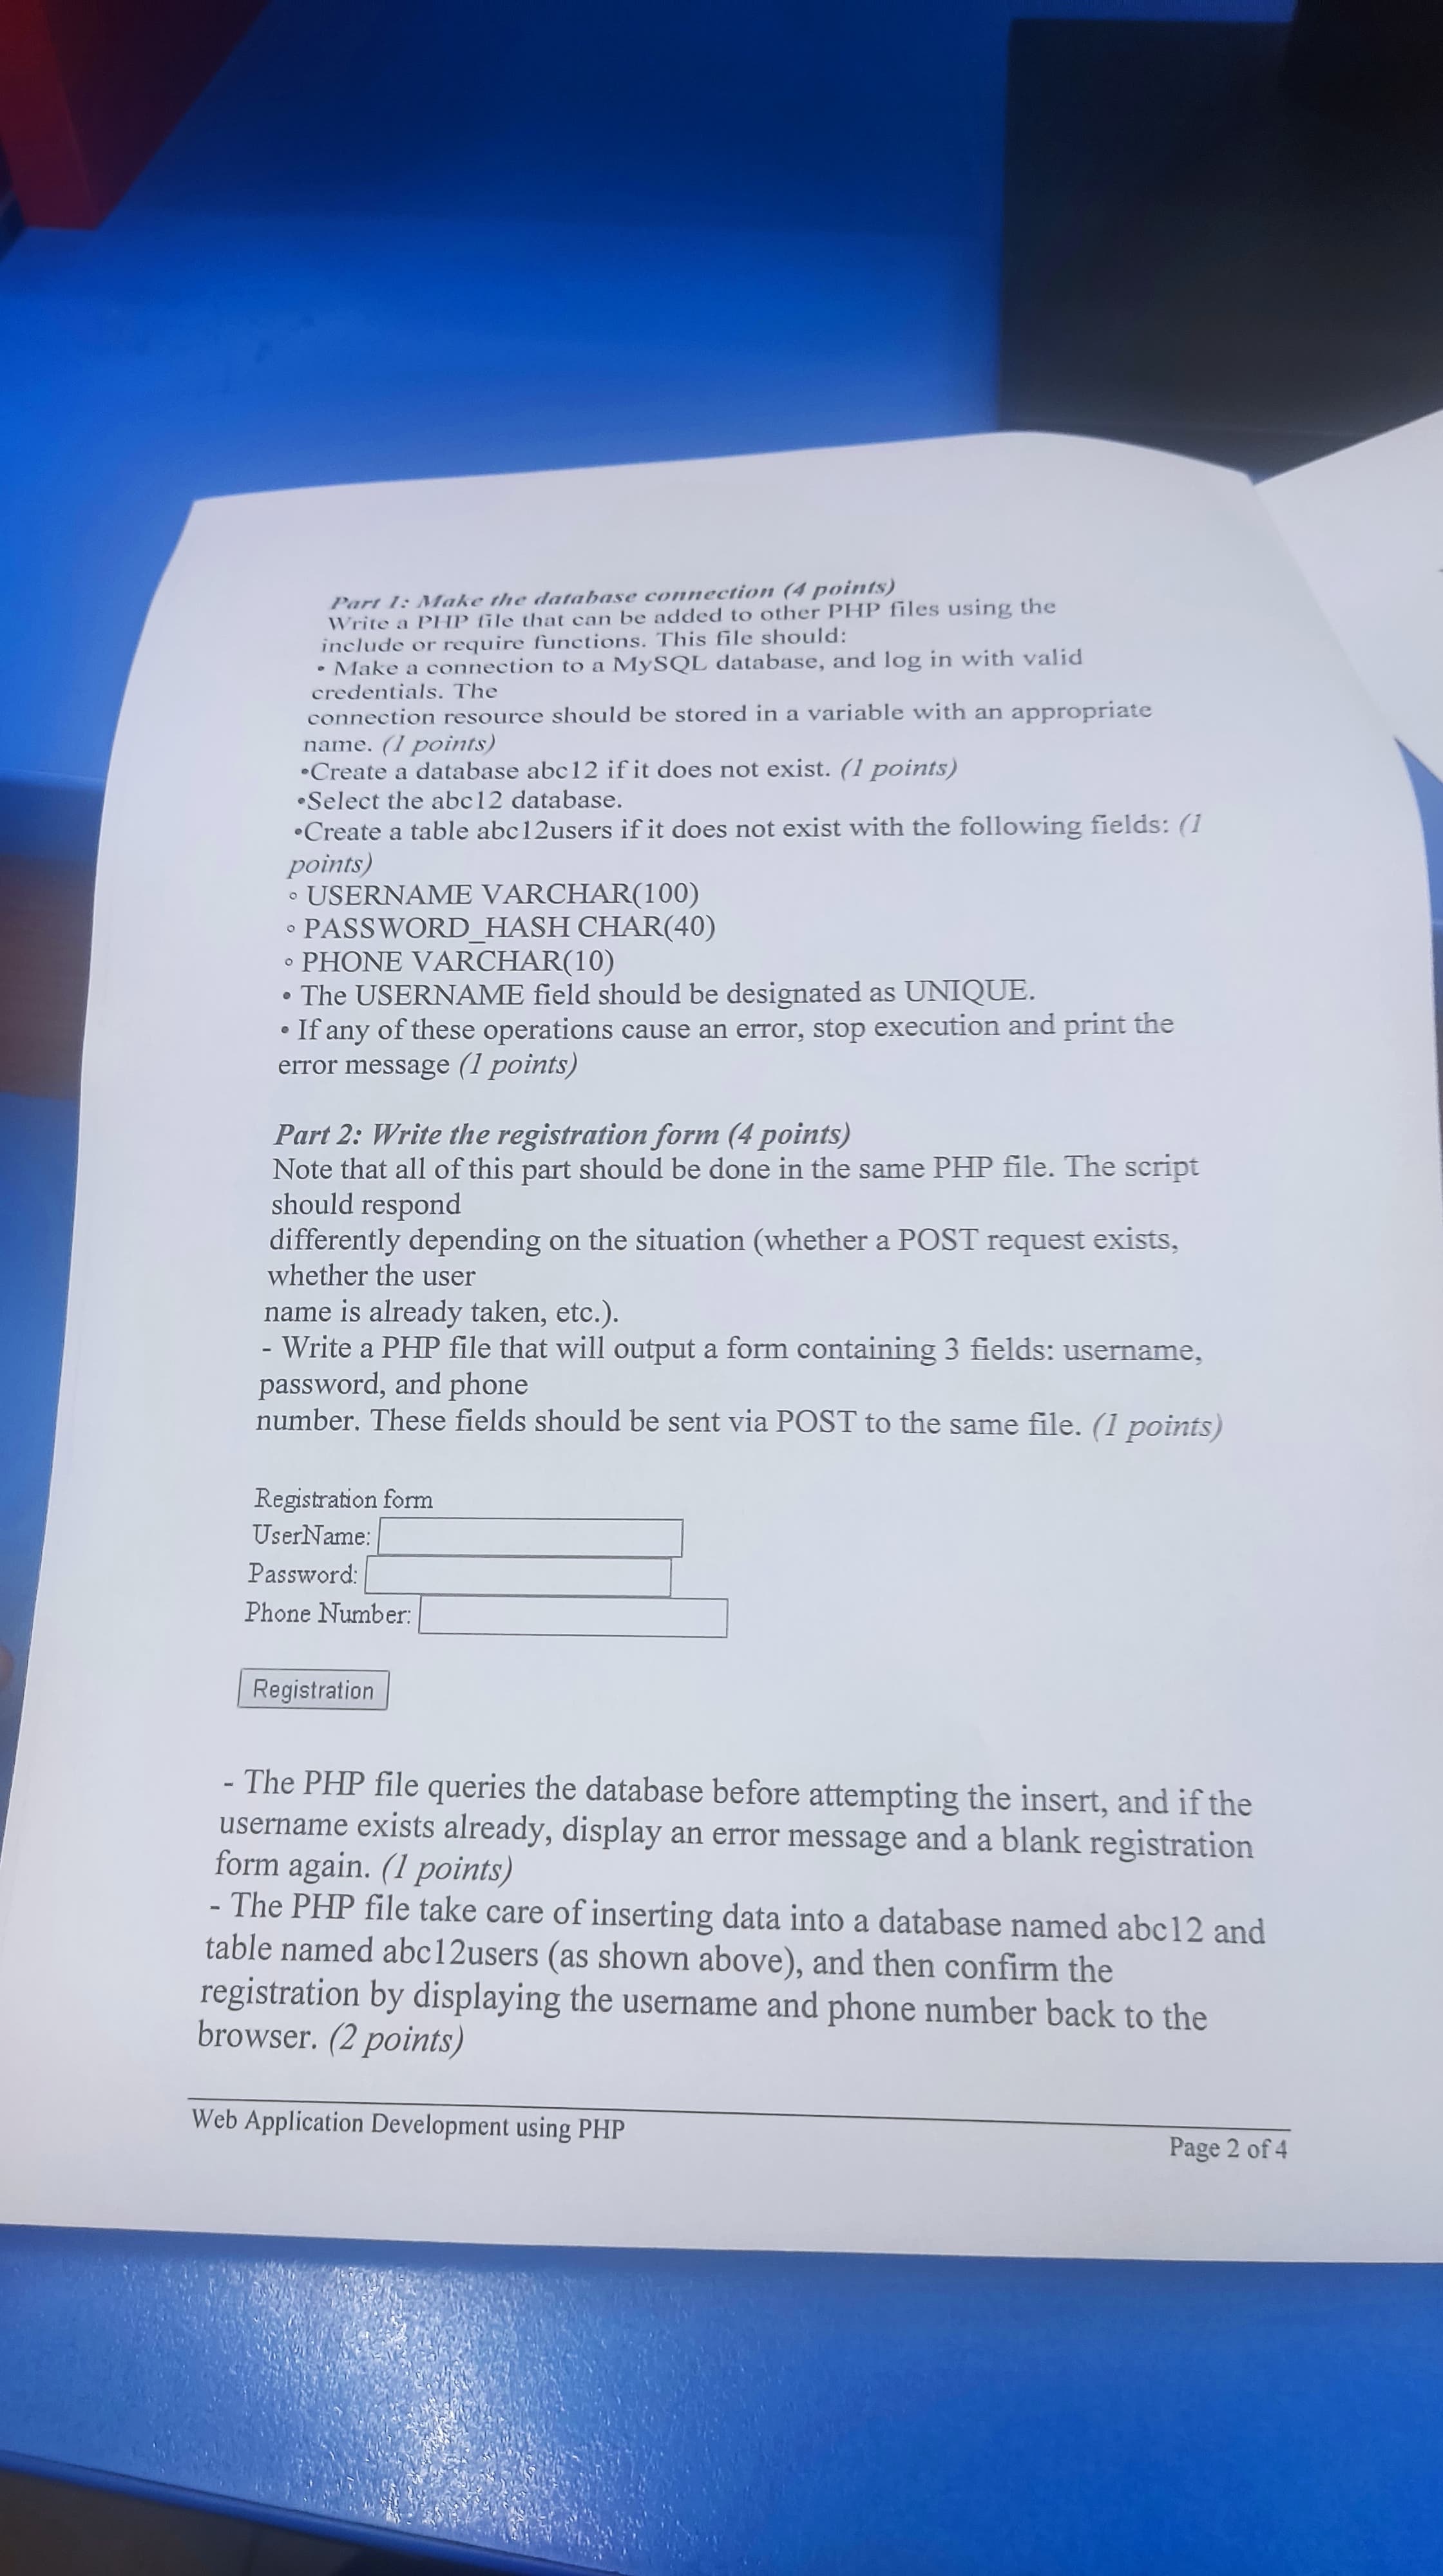 Part 1: Make the database connection (4 points)
Write a PHP file that can be added to other PHP files using the
include or require functions. This file should:
• Make a connection to a MySQL database, and log in with valid
credentials. The
connection resource should be stored in a variable with an appropriate
name. (1 points)
•Create a database abc12 if it does not exist. (1 points)
•Select the abc12 database.
•Create a table abc12users if it does not exist with the following fields: (1
points)
◦ USERNAME VARCHAR(100)
◦ PASSWORD_HASH CHAR(40)
◦ PHONE VARCHAR(10)
• The USERNAME field should be designated as UNIQUE.
• If any of these operations cause an error, stop execution and print the
error message (1 points)
Part 2: Write the registration form (4 points)
Note that all of this part should be done in the same PHP file. The script
should respond
differently depending on the situation (whether a POST request exists,
whether the user
name is already taken, etc.).
- Write a PHP file that will output a form containing 3 fields: username,
password, and phone
number. These fields should be sent via POST to the same file. (1 points)
Registration form
UserName:
Password:
Phone Number:
Registration
- The PHP file queries the database before attempting the insert, and if the
username exists already, display an error message and a blank registration
form again. (1 points)
- The PHP file take care of inserting data into a database named abc12 and
table named abc12users (as shown above), and then confirm the
registration by displaying the username and phone number back to the
browser. (2 points)
Web Application Development using PHP
Page 2 of 4